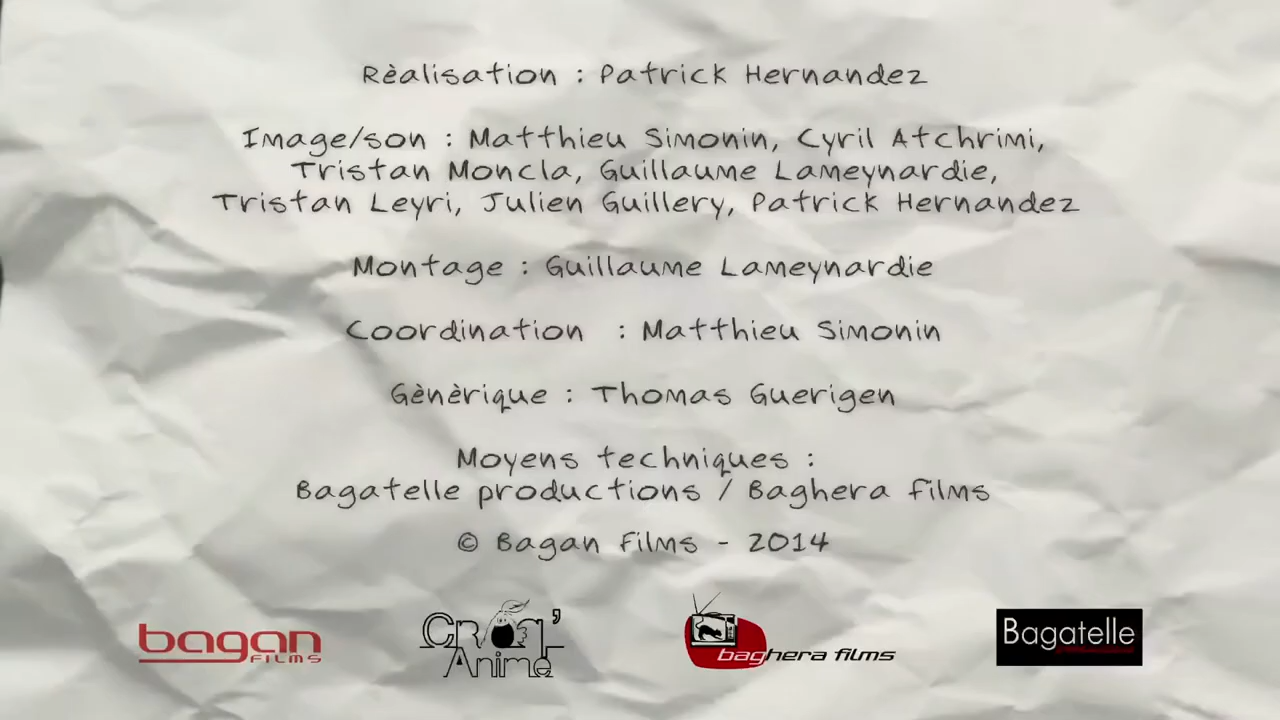 Rèalisation : Patrick Hernandez
Image/son : Matthieu Simonin, Cyril Atchrimi,
Tristan Moncla, Guillaume Lameynardie,
Tristan Leyri, Julien Guillery, Patrick Hernandez
Montage : Guillaume Lameynardie
Coordination : Matthieu Simonin
Gènèrique : Thomas Guerigen
Moyens techniques :
Bagatelle productions / Baghera films
© Bagan Films - 2014
bagan
FILMS
Croq'
Anime
baghera films
Bagatelle